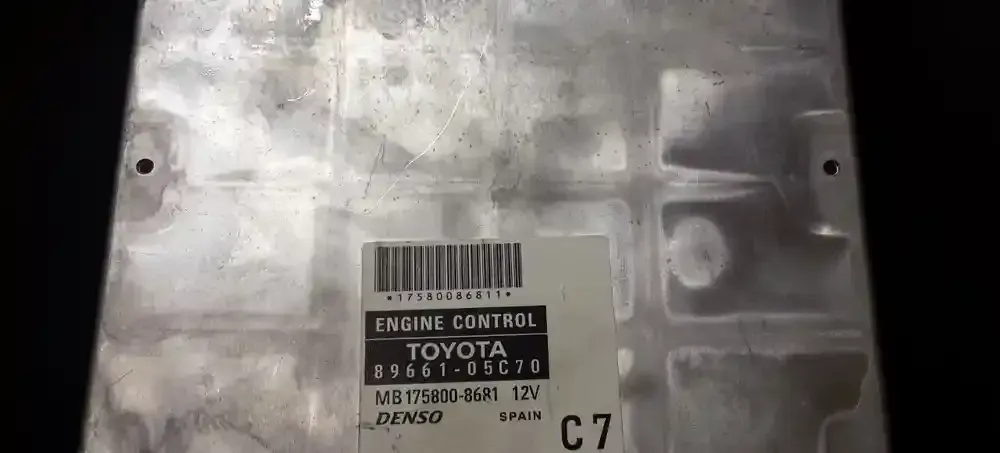 *17580086811*
ENGINE CONTROL
TOYOTA
89661-05C70
MB175800-8681 12V
DENSO SPAIN
C7